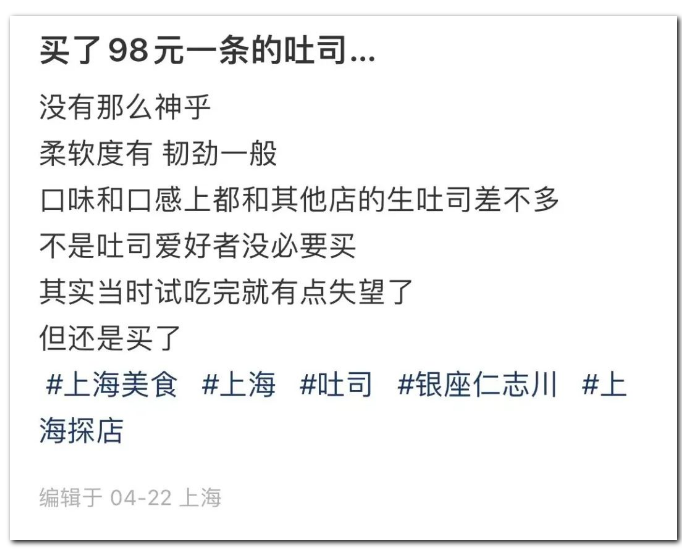 买了98元一条的吐司...
没有那么神乎
柔软度有 韧劲一般
口味和口感上都和其他店的生吐司差不多
不是吐司爱好者没必要买
其实当时试吃完就有点失望了
但还是买了
#上海美食 #上海 #吐司 #银座仁志川 #上
海探店
编辑于 04-22 上海